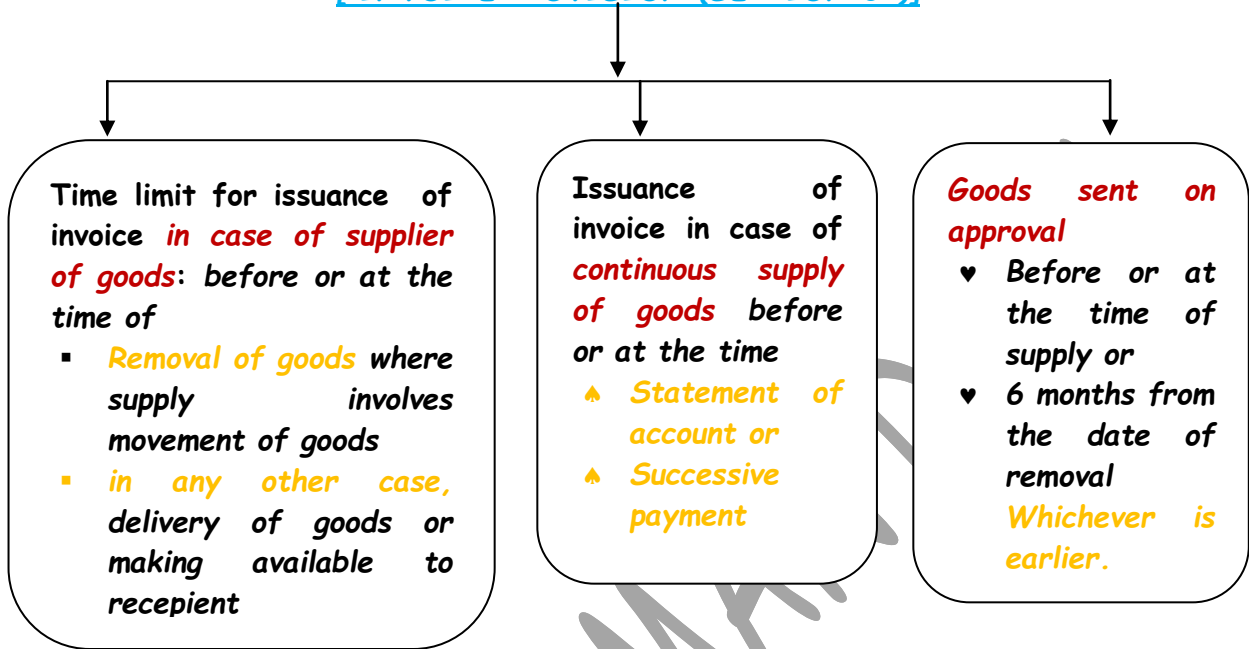 Time limit for issuance of
invoice in case of supplier
of goods: before or at the
time of
▪ Removal of goods where
supply involves
movement of goods
▪ in any other case,
delivery of goods or
making available to
recepient
Issuance of
invoice in case of
continuous supply
of goods before
or at the time
♠ Statement of
account or
♠ Successive
payment
Goods sent on
approval
♥ Before or at
the time of
supply or
♥ 6 months from
the date of
removal
Whichever is
earlier.